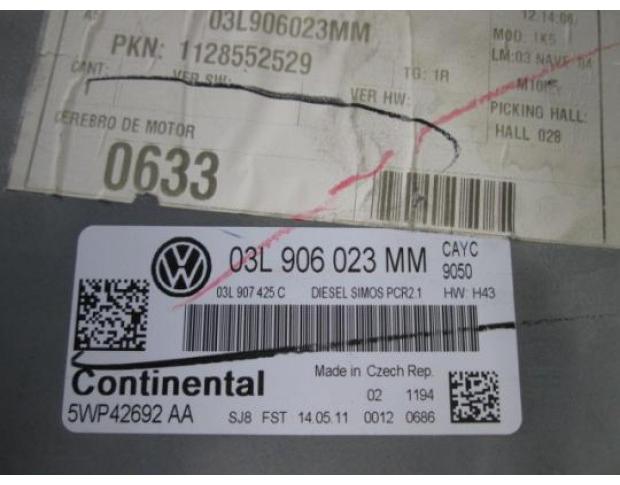 03L906023MM
PKN: 1128552529
CANT: VER SW:
TG: 1R
VER HW:
CEREBRO DE MOTOR
0633
12.14.06
MOD. 1K5
LM:03 NAVE
PICKING HALL:
HALL 028
03L 906 023 MM CAYC
9050
03L 907 425 C DIESEL SIMOS PCR2.1 HW: H43
Made in Czech Rep.
Continental 02 1194
5WP42692 AA SJ8 FST 14.05.11 0012 0686